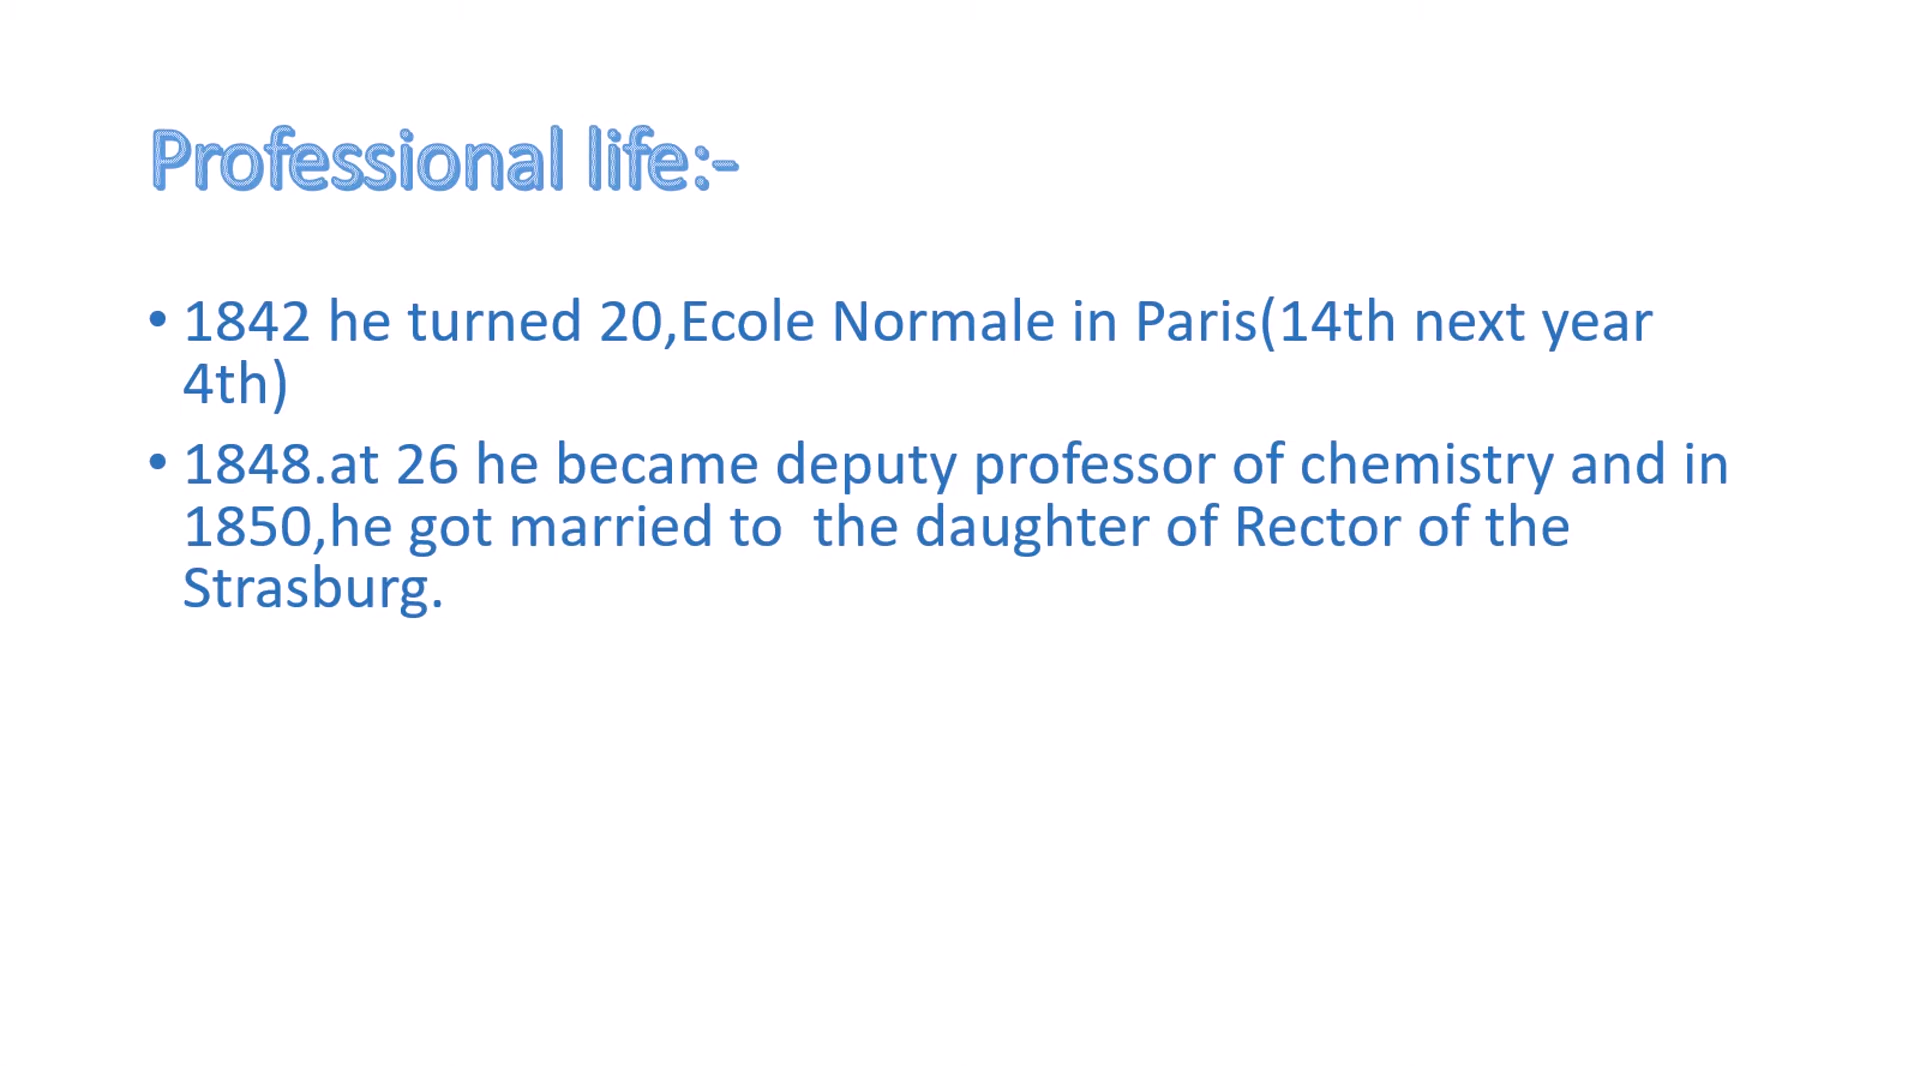 Professional life:-
• 1842 he turned 20,Ecole Normale in Paris(14th next year
4th)
• 1848.at 26 he became deputy professor of chemistry and in
1850,he got married to  the daughter of Rector of the
Strasburg.